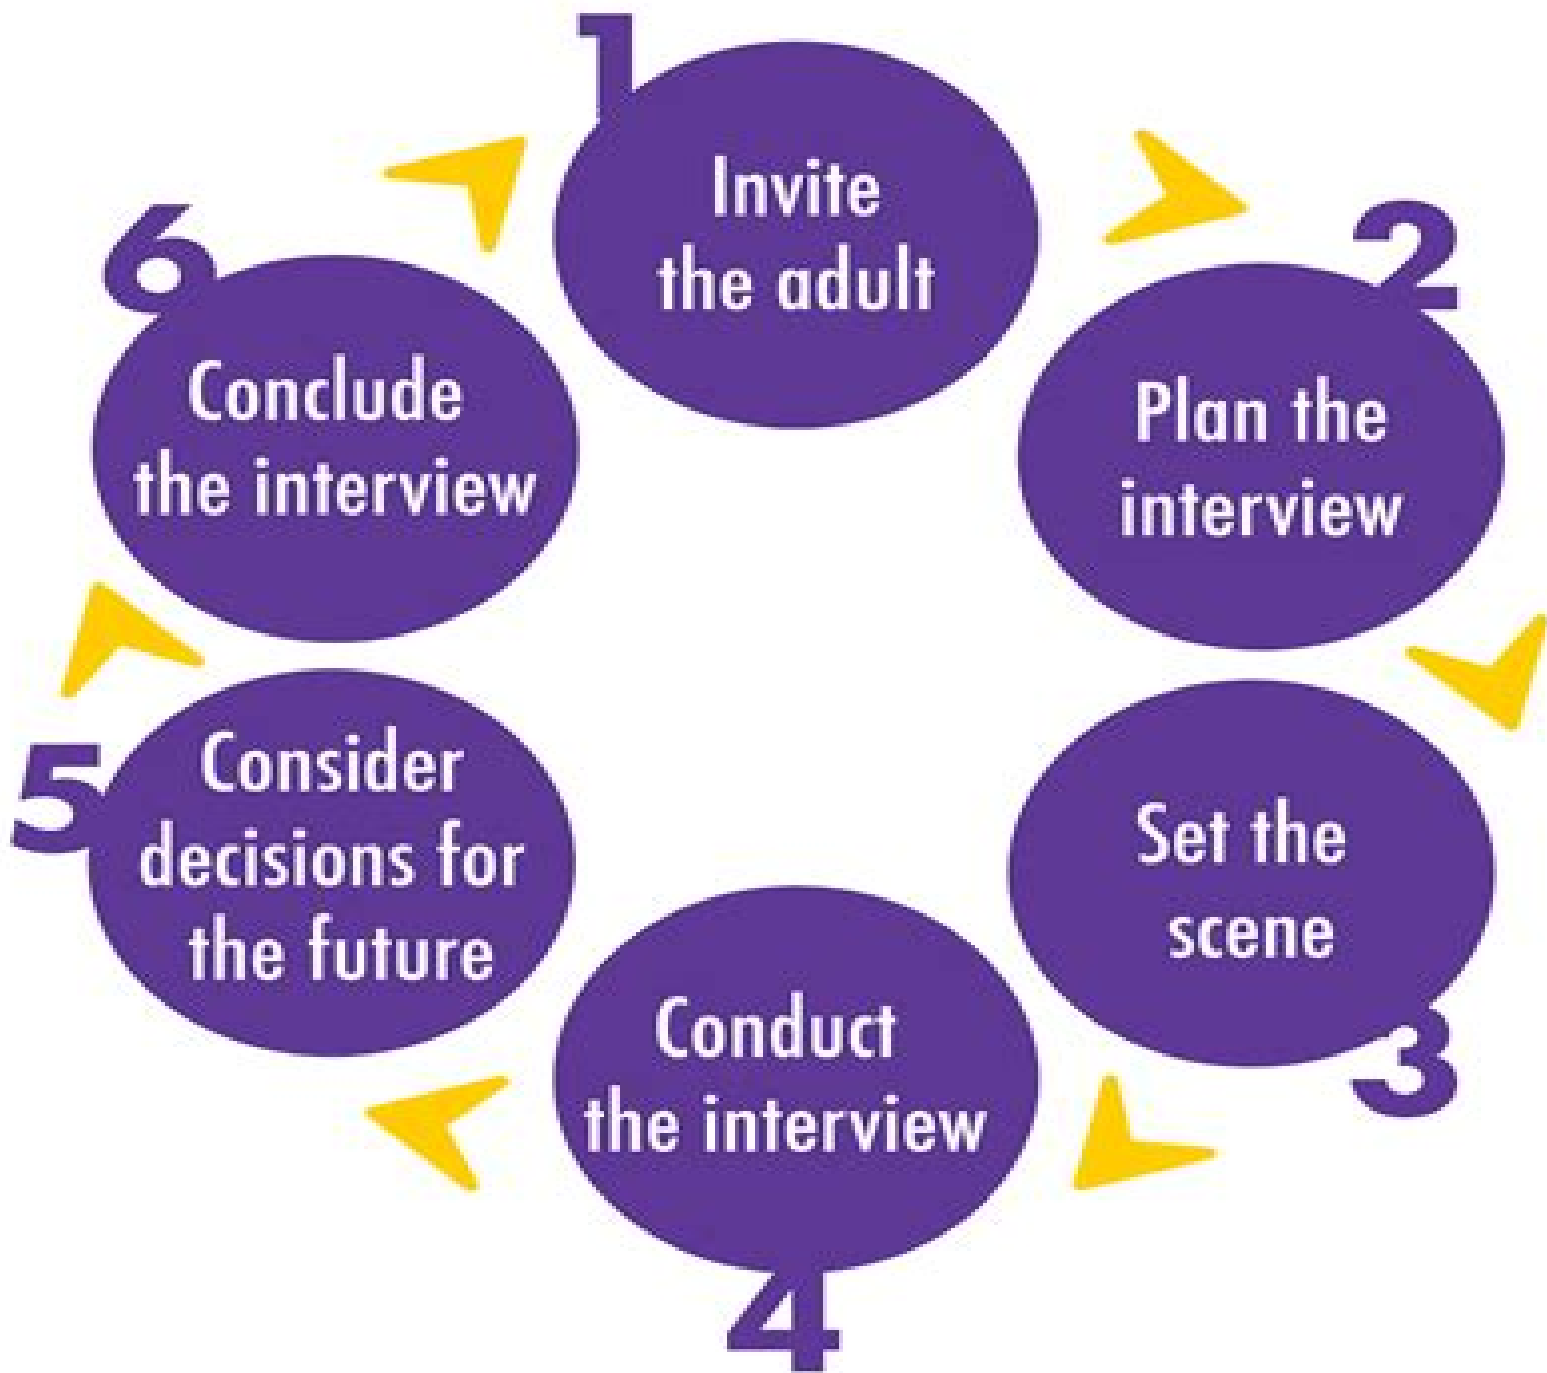 1
Invite
the adult
2
Plan the
interview
3
Set the
scene
4
Conduct
the interview
5
Consider
decisions for
the future
6
Conclude
the interview